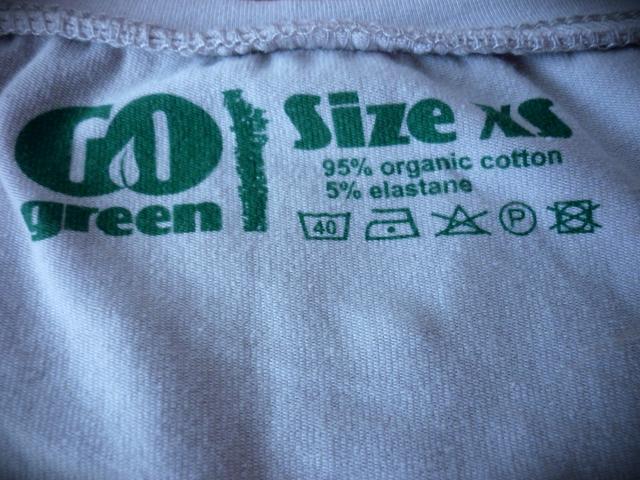 GO
green
Size XS
95% organic cotton
5% elastane
40
P